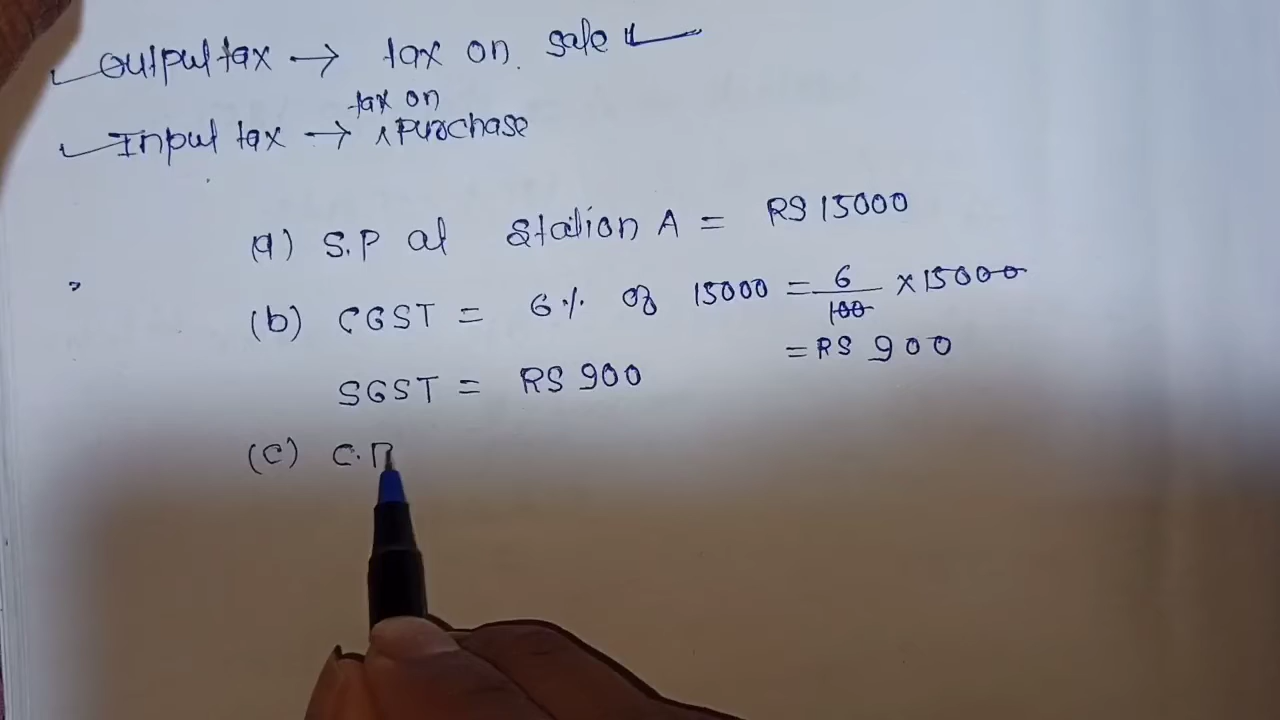 Output tax → tax on sale
tax on
Input tax → ^ Purchase
(a) S.P at Station A = RS 15000
(b) CGST = 6% of 15000 = 6/100 × 15000
= RS 900
SGST = RS 900
(c) C.P